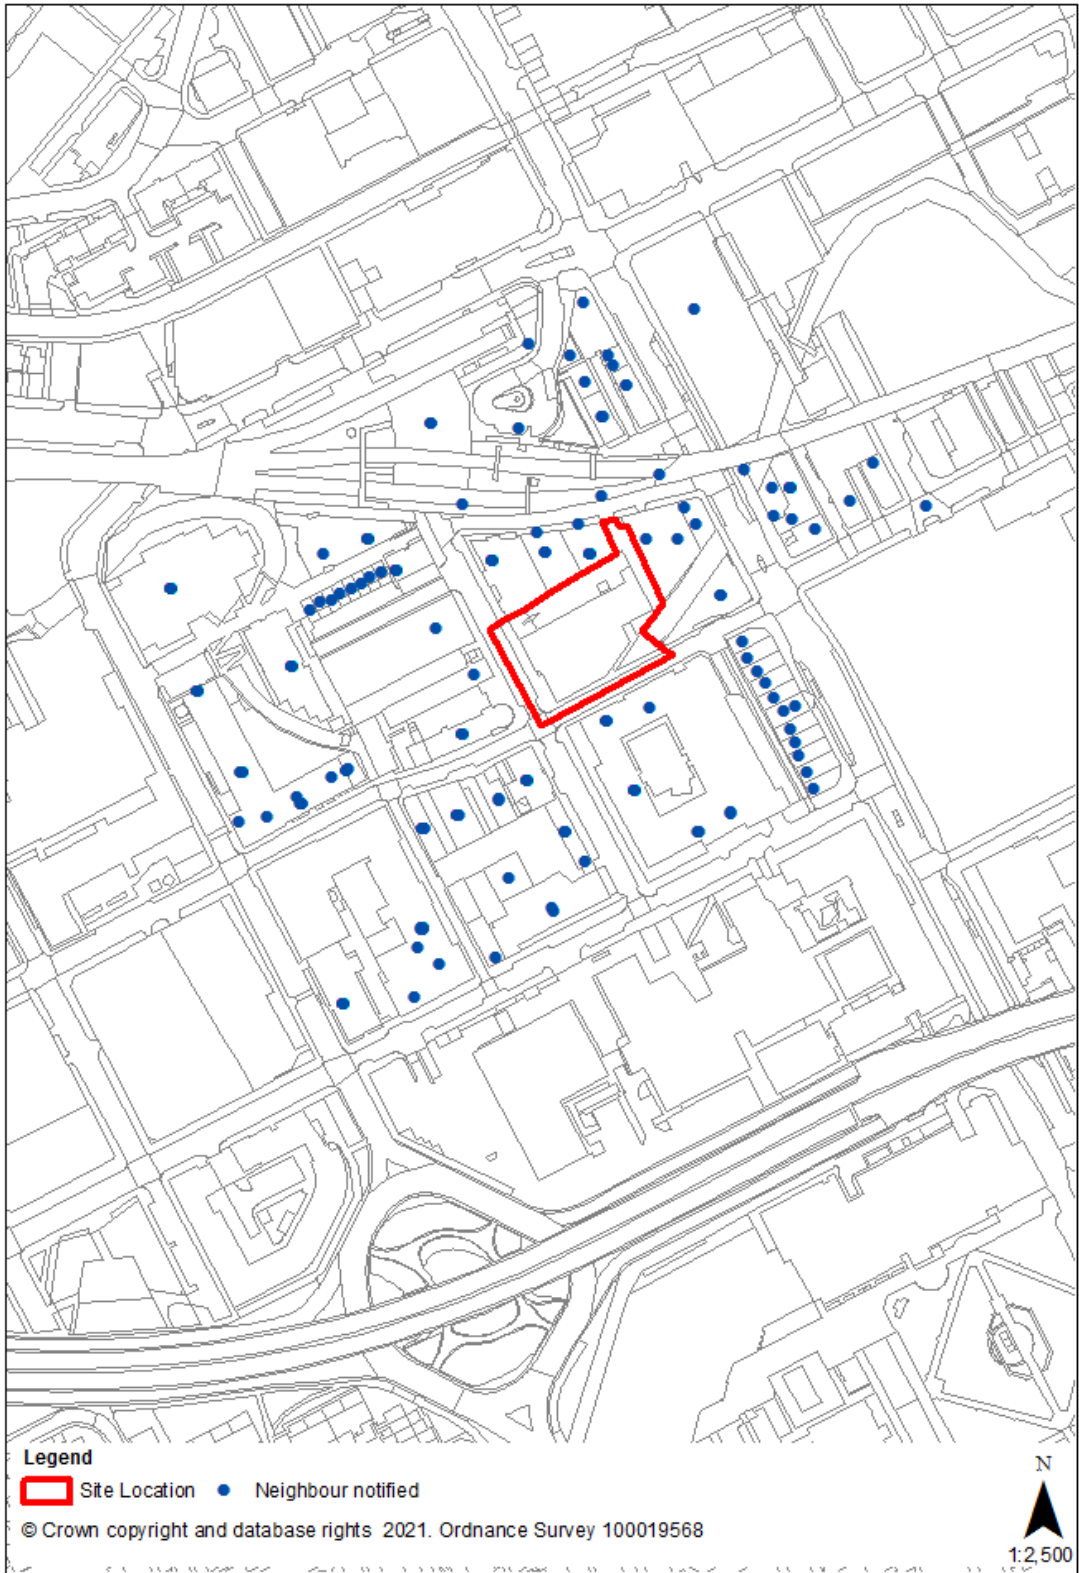 Legend
Site Location Neighbour notified
© Crown copyright and database rights 2021. Ordnance Survey 100019568
N
1:2,500